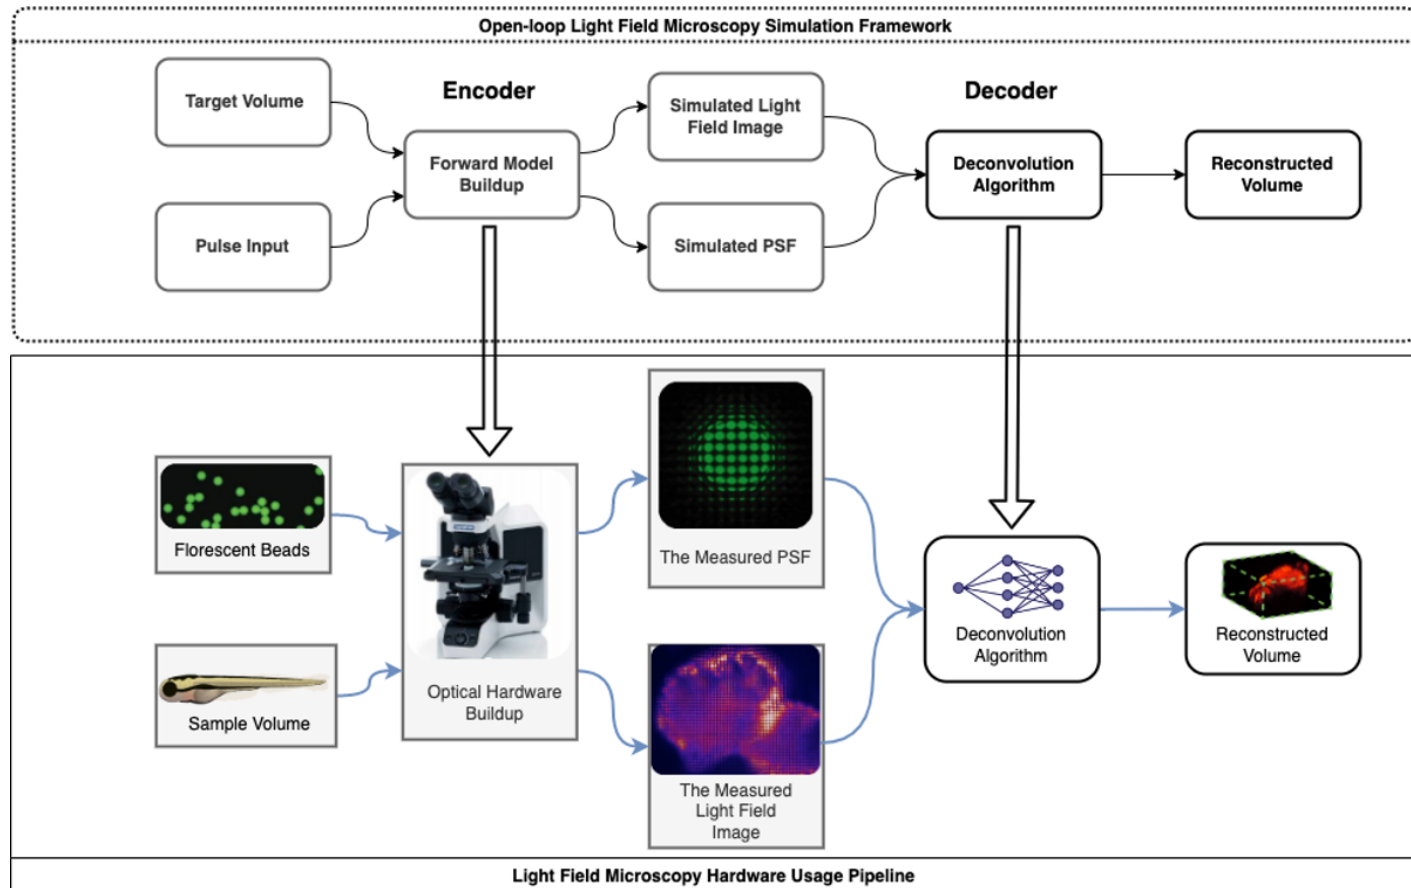 Open-loop Light Field Microscopy Simulation Framework
Encoder
Decoder
Target Volume
Simulated Light
Field Image
Forward Model
Buildup
Deconvolution
Algorithm
Reconstructed
Volume
Pulse Input
Simulated PSF
Florescent Beads
The Measured PSF
Optical Hardware
Buildup
Deconvolution
Algorithm
Reconstructed
Volume
Sample Volume
The Measured
Light Field
Image
Light Field Microscopy Hardware Usage Pipeline